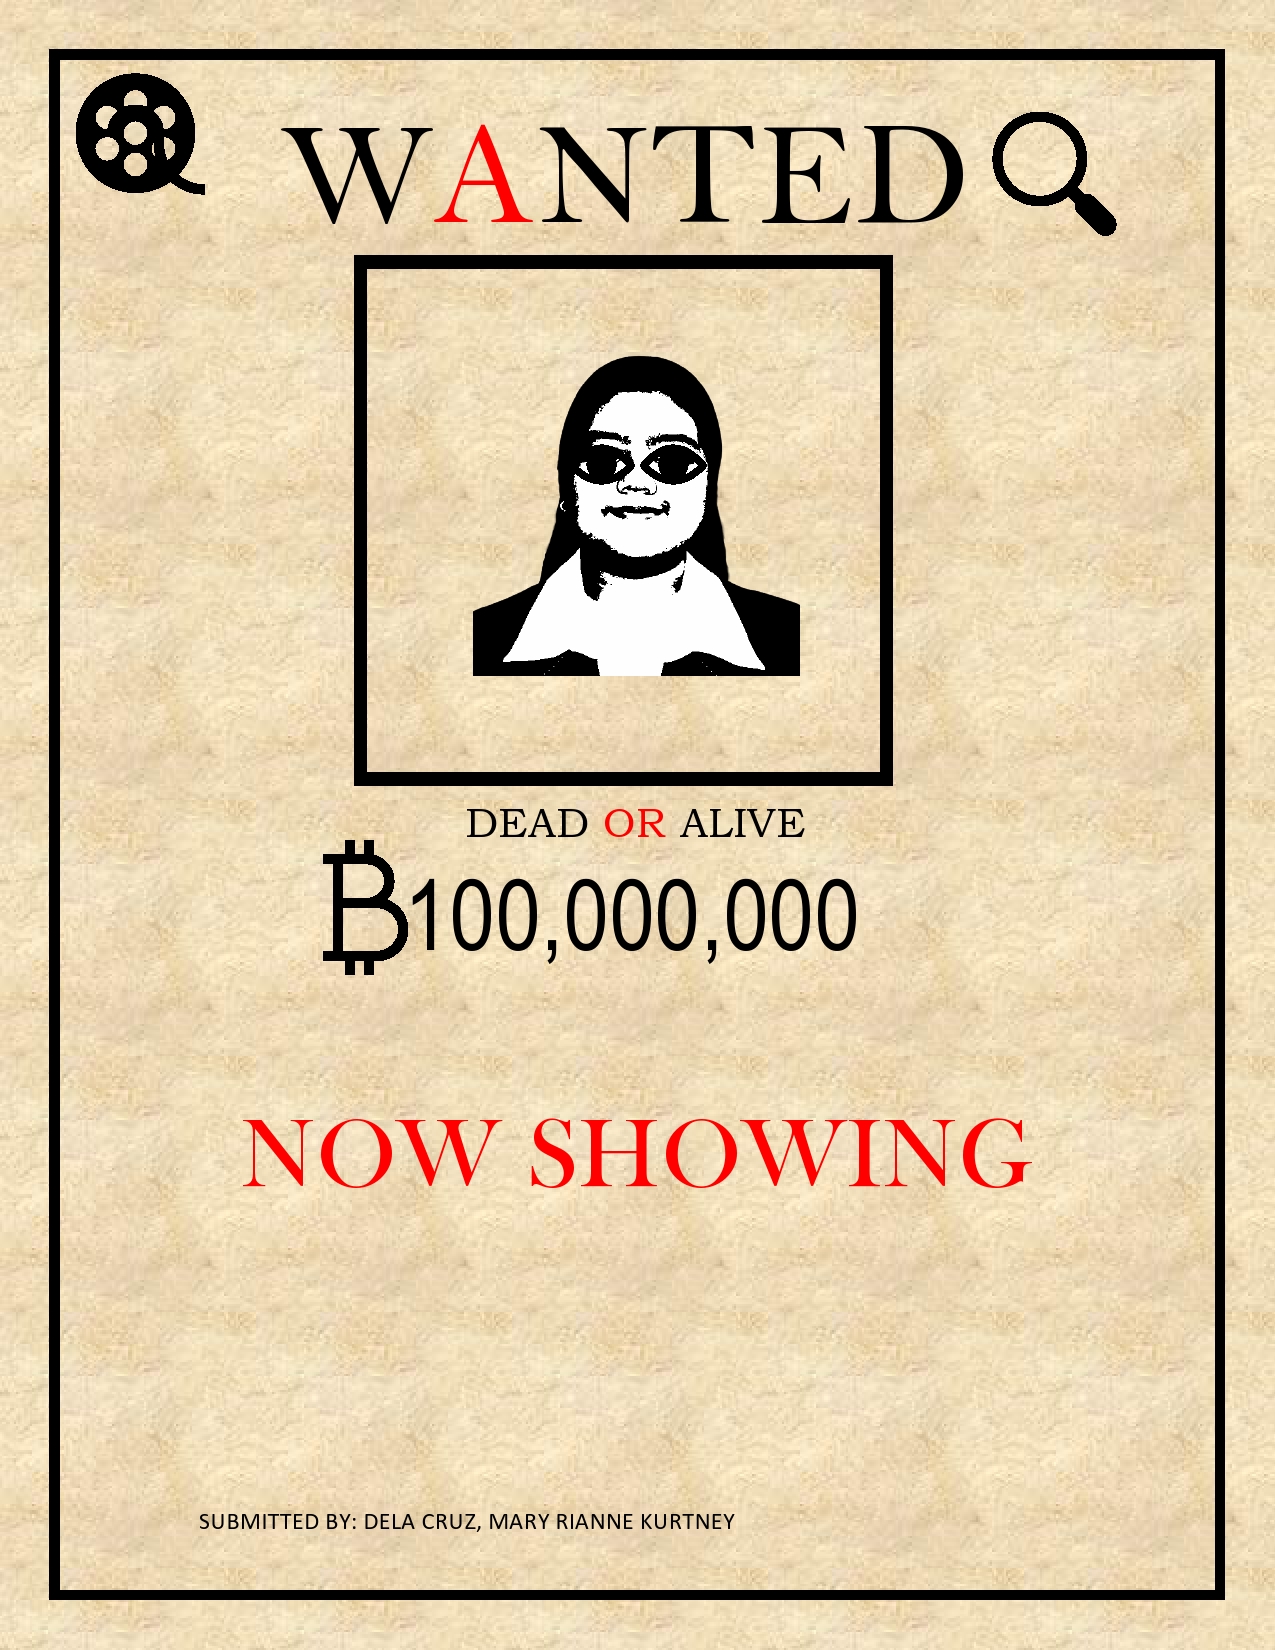 WANTED
DEAD OR ALIVE
₿100,000,000
NOW SHOWING
SUBMITTED BY: DELA CRUZ, MARY RIANNE KURTNEY